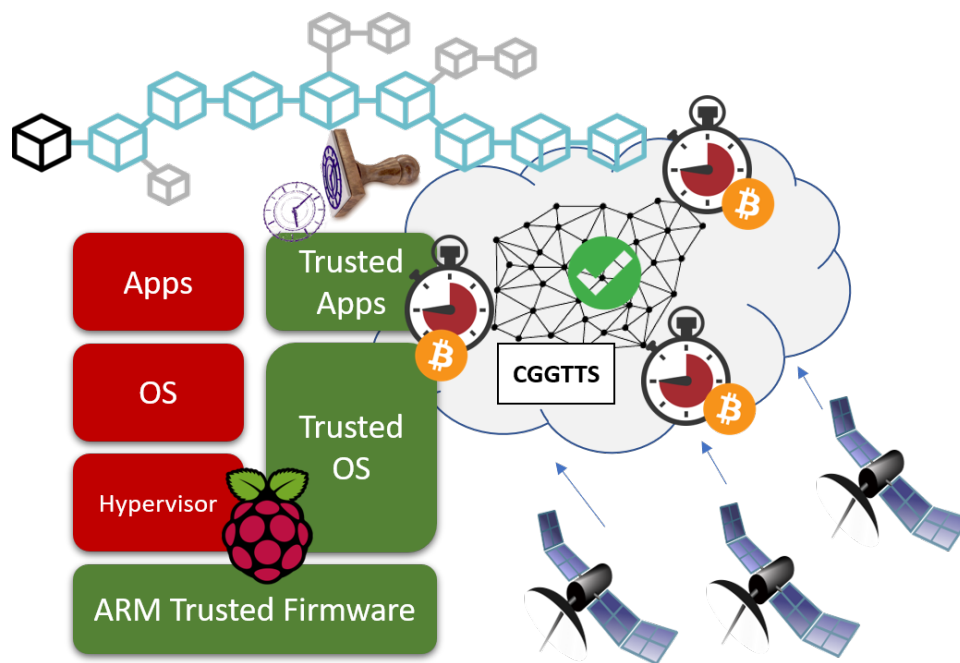 Apps
Trusted
Apps
OS
Trusted
OS
Hypervisor
ARM Trusted Firmware
CGGTTS
₿
₿
₿